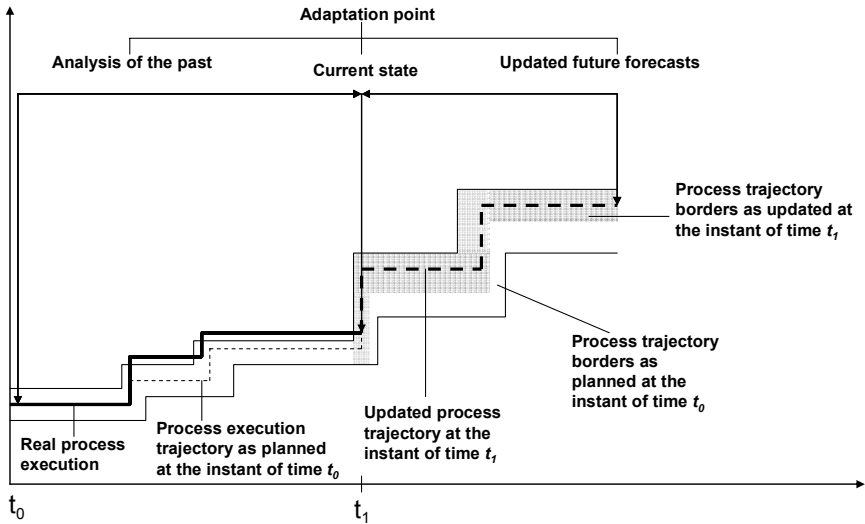 Adaptation point
Analysis of the past
Current state
Updated future forecasts
Process trajectory
borders as updated at
the instant of time t1
Process trajectory
borders as
planned at the
instant of time t0
Updated process
trajectory at the
instant of time t1
Real process
execution
Process execution
trajectory as planned
at the instant of time t0
t0
t1